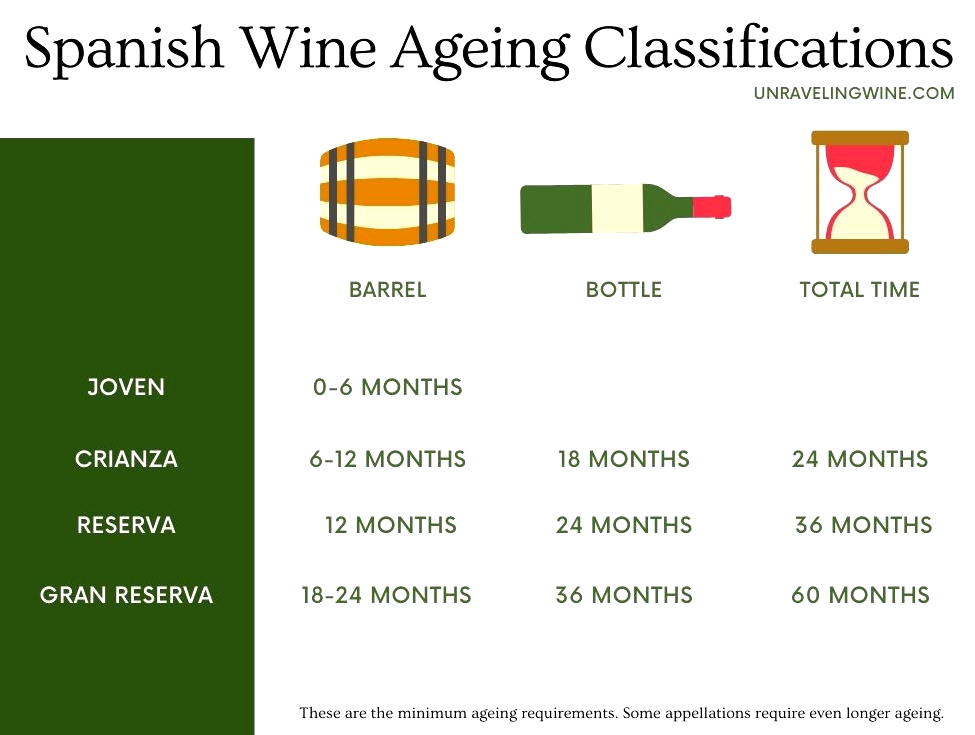 Spanish Wine Ageing Classifications
UNRAVELINGWINE.COM
BARREL BOTTLE TOTAL TIME
JOVEN 0-6 MONTHS
CRIANZA 6-12 MONTHS 18 MONTHS 24 MONTHS
RESERVA 12 MONTHS 24 MONTHS 36 MONTHS
GRAN RESERVA 18-24 MONTHS 36 MONTHS 60 MONTHS
These are the minimum ageing requirements. Some appellations require even longer ageing.